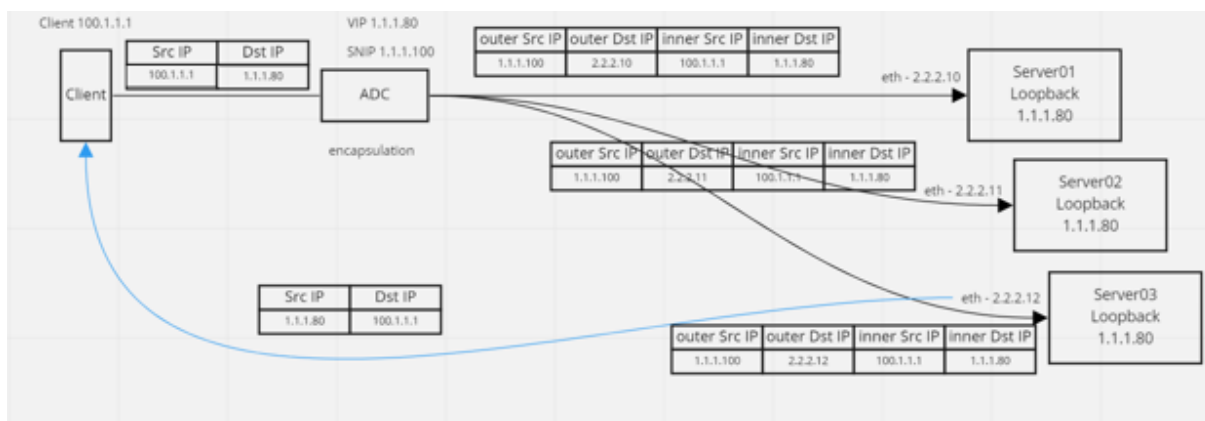 Client 100.1.1.1
VIP 1.1.1.80
SNIP 1.1.1.100
Src IP Dst IP
100.1.1.1 1.1.1.80
Client
ADC
encapsulation
outer Src IP outer Dst IP inner Src IP inner Dst IP
1.1.1.100 2.2.2.10 100.1.1.1 1.1.1.80
eth - 2.2.2.10
Server01
Loopback
1.1.1.80
outer Src IP outer Dst IP inner Src IP inner Dst IP
1.1.1.100 2.2.2.11 100.1.1.1 1.1.1.80
eth - 2.2.2.11
Server02
Loopback
1.1.1.80
Src IP Dst IP
1.1.1.80 100.1.1.1
eth - 2.2.2.12
Server03
Loopback
1.1.1.80
outer Src IP outer Dst IP inner Src IP inner Dst IP
1.1.1.100 2.2.2.12 100.1.1.1 1.1.1.80